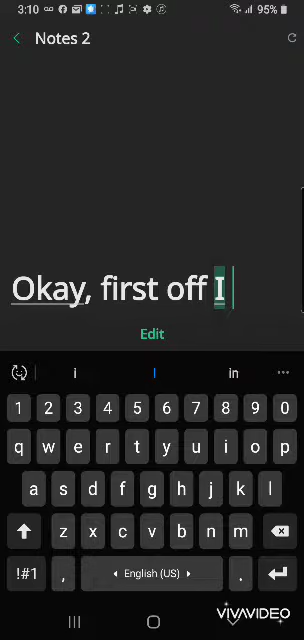 3:10 95%
Notes 2
Okay, first off I
Edit
i I in ...
1 2 3 4 5 6 7 8 9 0
q w e r t y u i o p
a s d f g h j k l
z x c v b n m
!#1 , English (US) .
VIVAVIDEO